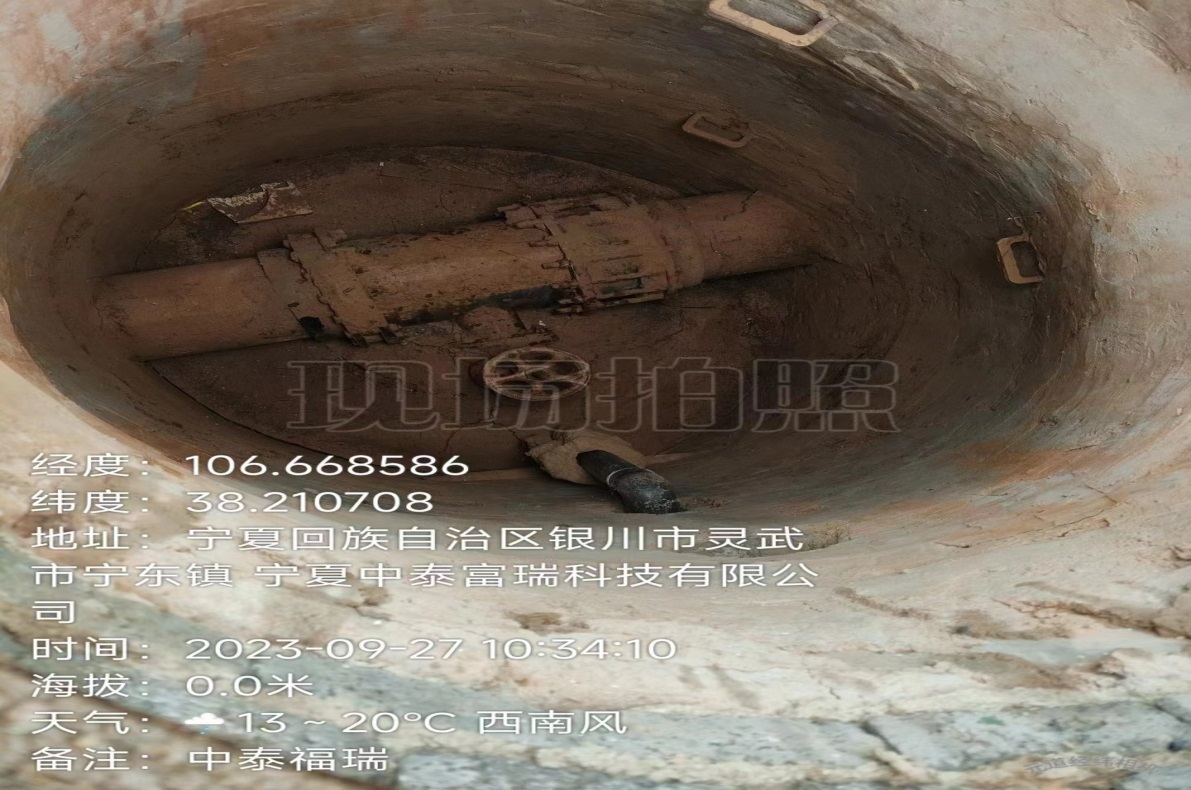 现场拍照
经度：106.668586
纬度：38.210708
地址：宁夏回族自治区银川市灵武
市宁东镇 宁夏中泰富瑞科技有限公
司
时间：2023-09-27 10:34:10
海拔：0.0米
天气：13 ~ 20℃ 西南风
备注：中泰福瑞